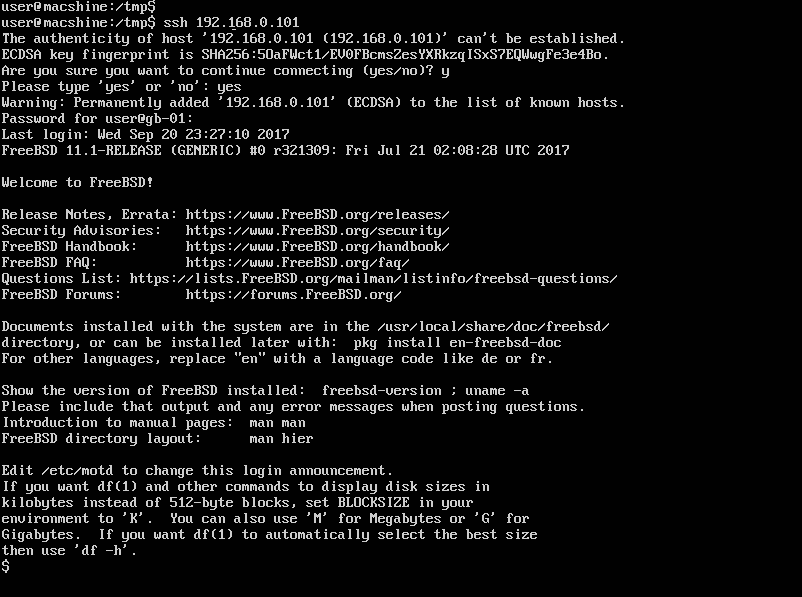 user@macshine:/tmp$
user@macshine:/tmp$ ssh 192.168.0.101
The authenticity of host '192.168.0.101 (192.168.0.101)' can't be established.
ECDSA key fingerprint is SHA256:5OaFWct1/EV0FBcmsZesYXRkzqISxS7EQWwgFe3e4Bo.
Are you sure you want to continue connecting (yes/no)? y
Please type 'yes' or 'no': yes
Warning: Permanently added '192.168.0.101' (ECDSA) to the list of known hosts.
Password for user@gb-01:
Last login: Wed Sep 20 23:27:10 2017
FreeBSD 11.1-RELEASE (GENERIC) #0 r321309: Fri Jul 21 02:08:28 UTC 2017

Welcome to FreeBSD!

Release Notes, Errata: https://www.FreeBSD.org/releases/
Security Advisories:   https://www.FreeBSD.org/security/
FreeBSD Handbook:      https://www.FreeBSD.org/handbook/
FreeBSD FAQ:           https://www.FreeBSD.org/faq/
Questions List: https://lists.FreeBSD.org/mailman/listinfo/freebsd-questions/
FreeBSD Forums:        https://forums.FreeBSD.org/

Documents installed with the system are in the /usr/local/share/doc/freebsd/
directory, or can be installed later with:  pkg install en-freebsd-doc
For other languages, replace "en" with a language code like de or fr.

Show the version of FreeBSD installed:  freebsd-version ; uname -a
Please include that output and any error messages when posting questions.
Introduction to manual pages:  man man
FreeBSD directory layout:      man hier

Edit /etc/motd to change this login announcement.
If you want df(1) and other commands to display disk sizes in
kilobytes instead of 512-byte blocks, set BLOCKSIZE in your
environment to 'K'.  You can also use 'M' for Megabytes or 'G' for
Gigabytes.  If you want df(1) to automatically select the best size
then use 'df -h'.
$